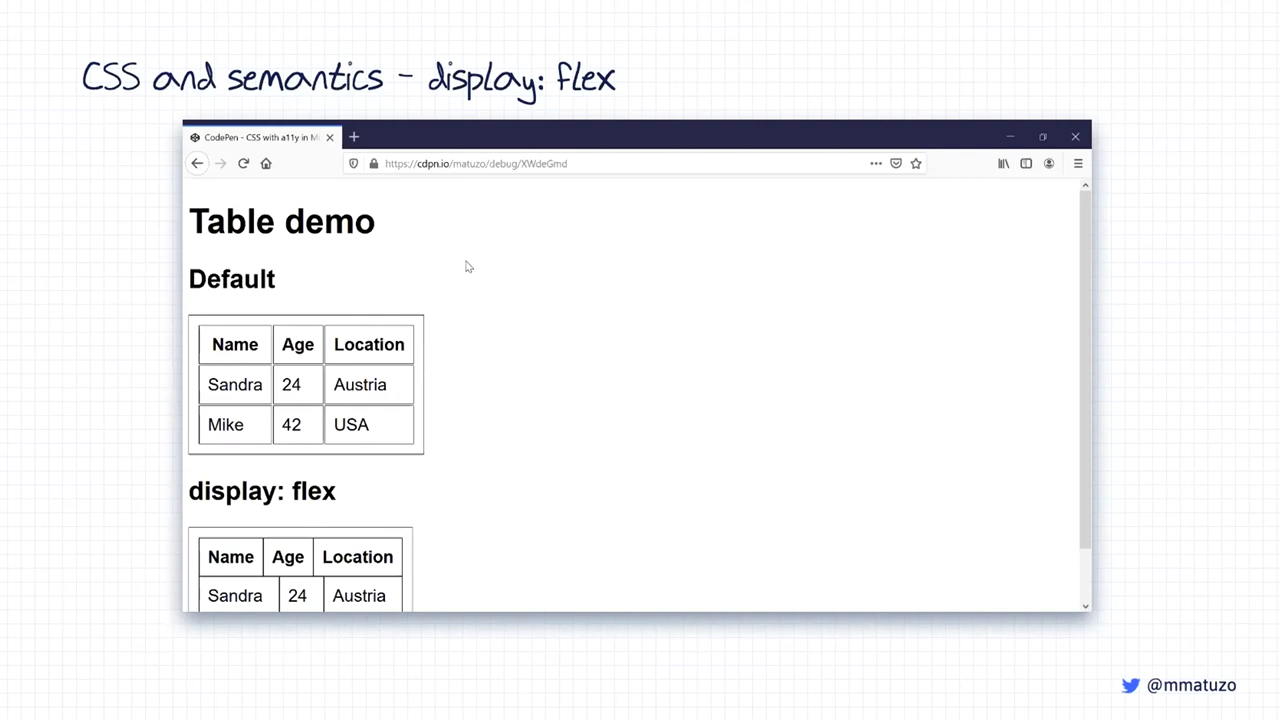 CSS and semantics - display: flex
CodePen - CSS with a11y in M
https://cdpn.io/matuzo/debug/XWdeGmd
Table demo
Default
Name Age Location
Sandra 24 Austria
Mike 42 USA
display: flex
Name Age Location
Sandra 24 Austria
@mmatuzo